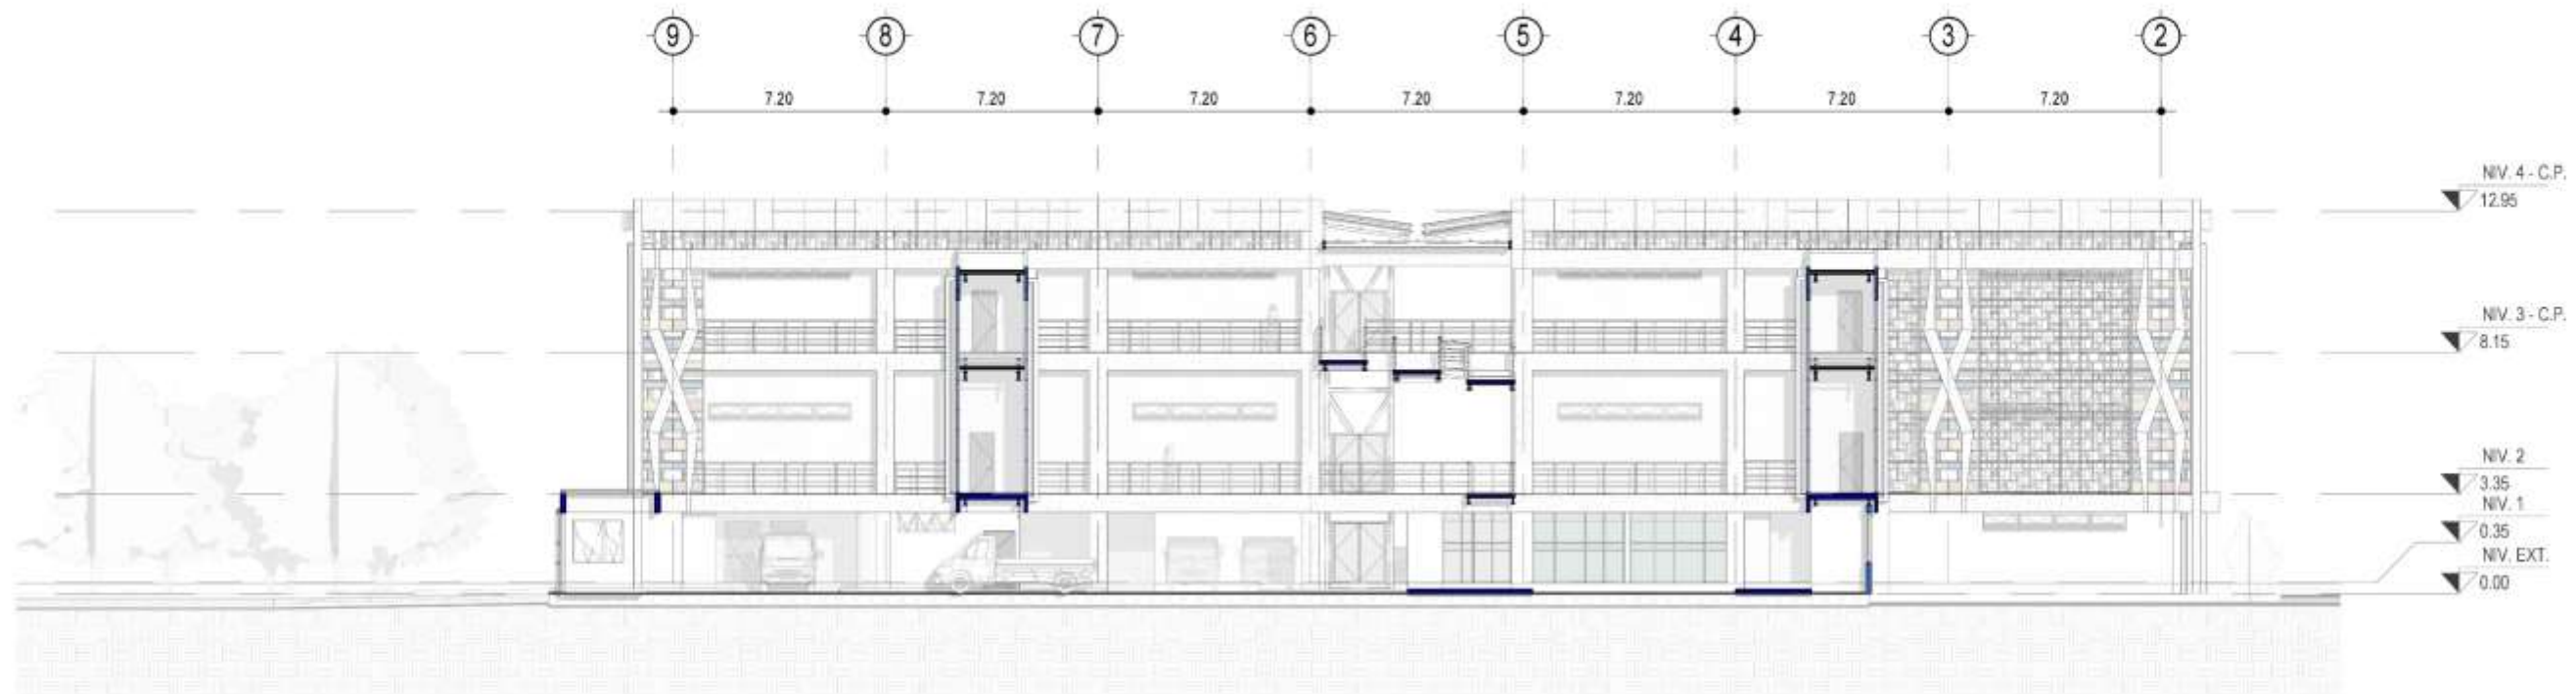 9 8 7 6 5 4 3 2
7.20 7.20 7.20 7.20 7.20 7.20 7.20
NIV. 4 - C.P.
12.95
NIV. 3 - C.P.
8.15
NIV. 2
3.35
NIV. 1
0.35
NIV. EXT.
0.00